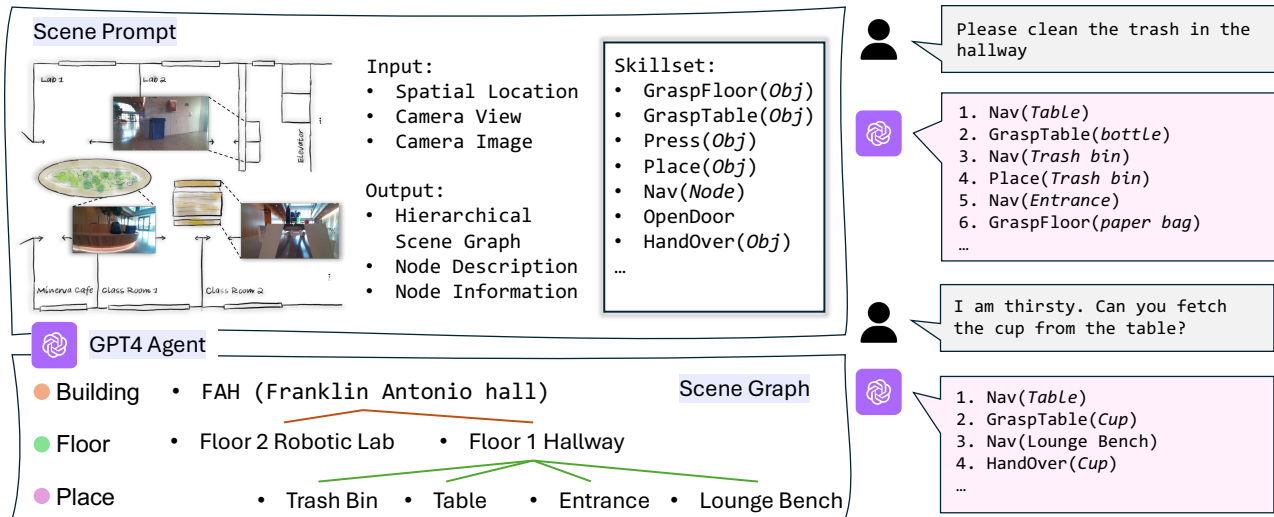 Scene Prompt
Lab 1
Lab 2
Elevator
Minerva Cafe
Class Room 1
Class Room 2
Input:
• Spatial Location
• Camera View
• Camera Image
Output:
• Hierarchical
Scene Graph
• Node Description
• Node Information
Skillset:
• GraspFloor(Obj)
• GraspTable(Obj)
• Press(Obj)
• Place(Obj)
• Nav(Node)
• OpenDoor
• HandOver(Obj)
…
GPT4 Agent
Scene Graph
Building
• FAH (Franklin Antonio hall)
Floor
• Floor 2 Robotic Lab
• Floor 1 Hallway
Place
• Trash Bin
• Table
• Entrance
• Lounge Bench
Please clean the trash in the
hallway
1. Nav(Table)
2. GraspTable(bottle)
3. Nav(Trash bin)
4. Place(Trash bin)
5. Nav(Entrance)
6. GraspFloor(paper bag)
…
I am thirsty. Can you fetch
the cup from the table?
1. Nav(Table)
2. GraspTable(Cup)
3. Nav(Lounge Bench)
4. HandOver(Cup)
…